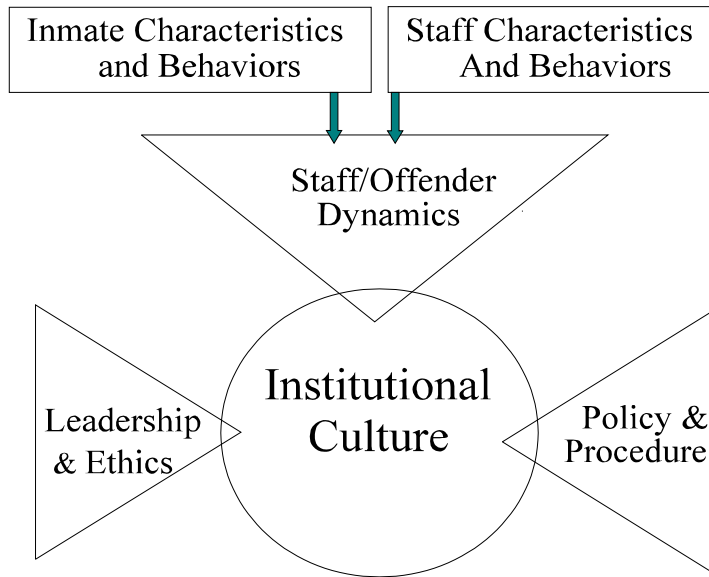 Inmate Characteristics
and Behaviors
Staff Characteristics
And Behaviors
Staff/Offender
Dynamics
Institutional
Culture
Leadership
& Ethics
Policy &
Procedure